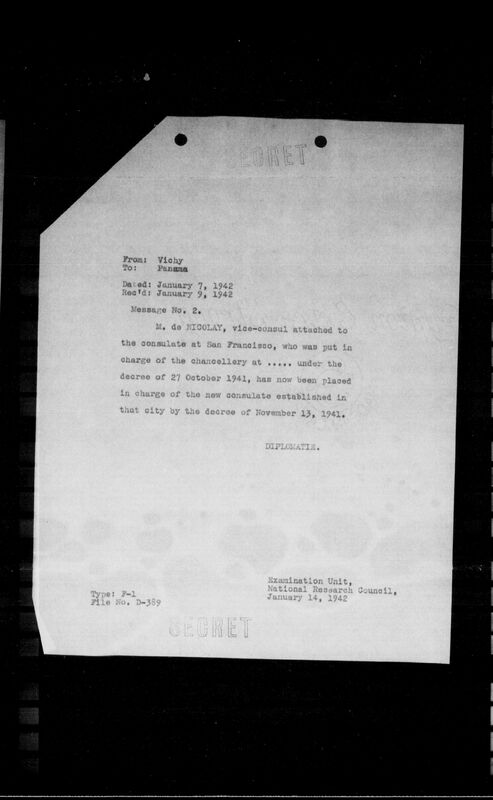 SECRET
From: Vichy
To: Panama
Dated: January 7, 1942
Rec'd: January 9, 1942
Message No. 2.
M. de NICOLAY, vice-consul attached to
the consulate at San Francisco, who was put in
charge of the chancellery at ..... under the
decree of 27 October 1941, has now been placed
in charge of the new consulate established in
that city by the decree of November 13, 1941.
DIPLOMATIE.
Examination Unit,
National Research Council,
January 14, 1942
Type: F-1
File No. D-389
SECRET